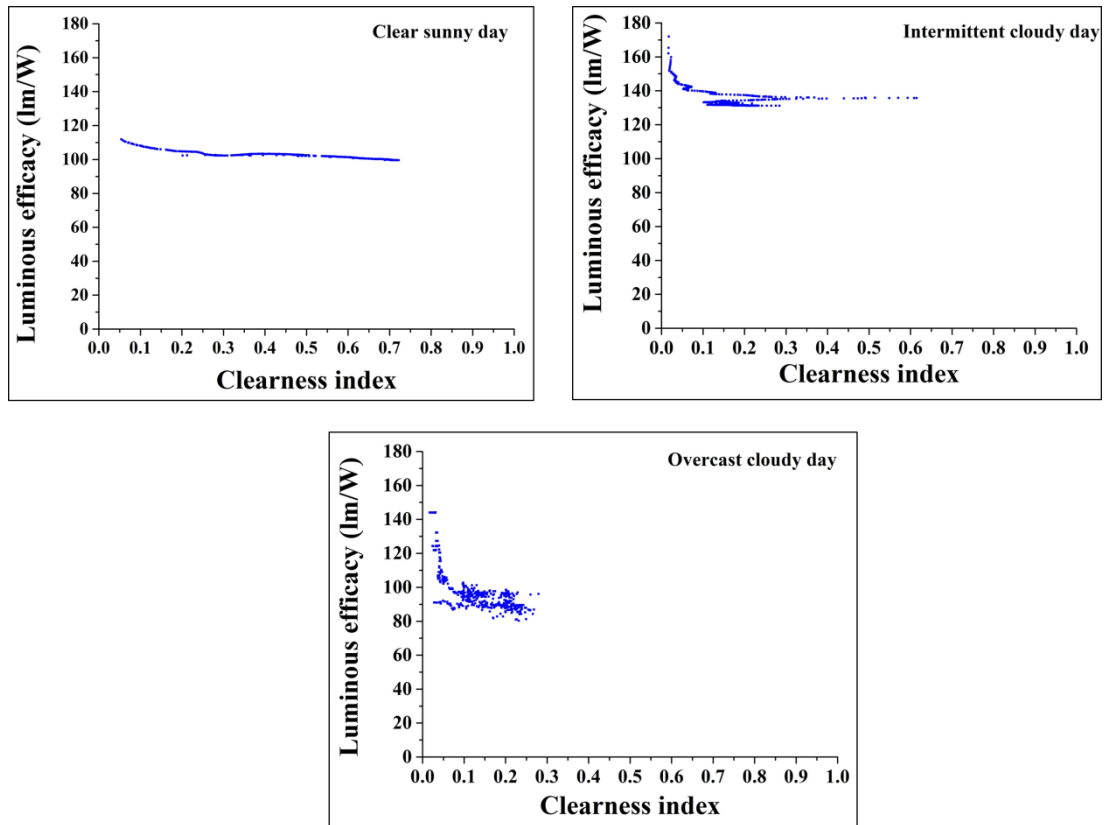 Clear sunny day
Luminous efficacy (lm/W)
180
160
140
120
100
80
60
40
20
0
0.0 0.1 0.2 0.3 0.4 0.5 0.6 0.7 0.8 0.9 1.0
Clearness index
Intermittent cloudy day
Luminous efficacy (lm/W)
180
160
140
120
100
80
60
40
20
0
0.0 0.1 0.2 0.3 0.4 0.5 0.6 0.7 0.8 0.9 1.0
Clearness index
Overcast cloudy day
Luminous efficacy (lm/W)
180
160
140
120
100
80
60
40
20
0
0.0 0.1 0.2 0.3 0.4 0.5 0.6 0.7 0.8 0.9 1.0
Clearness index